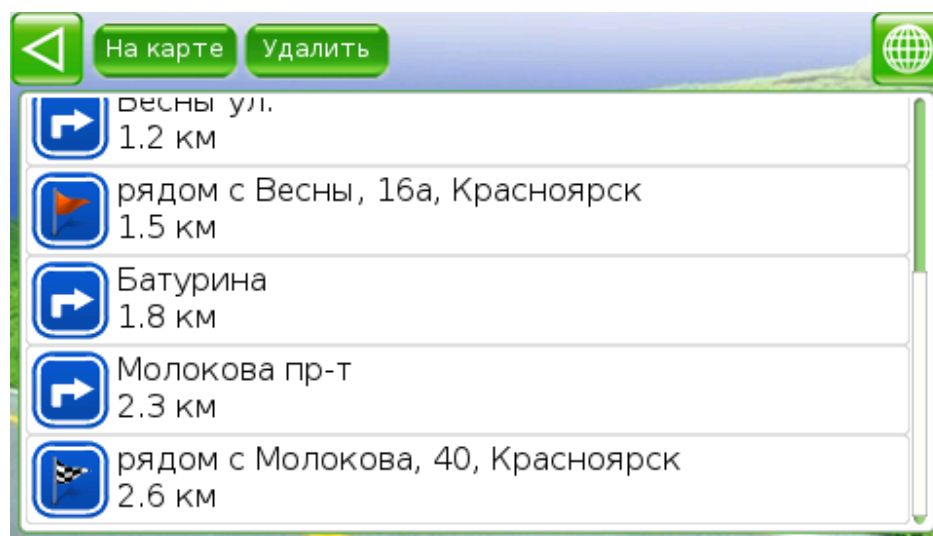 На карте Удалить
Весны ул.
1.2 км
рядом с Весны, 16а, Красноярск
1.5 км
Батурина
1.8 км
Молокова пр-т
2.3 км
рядом с Молокова, 40, Красноярск
2.6 км